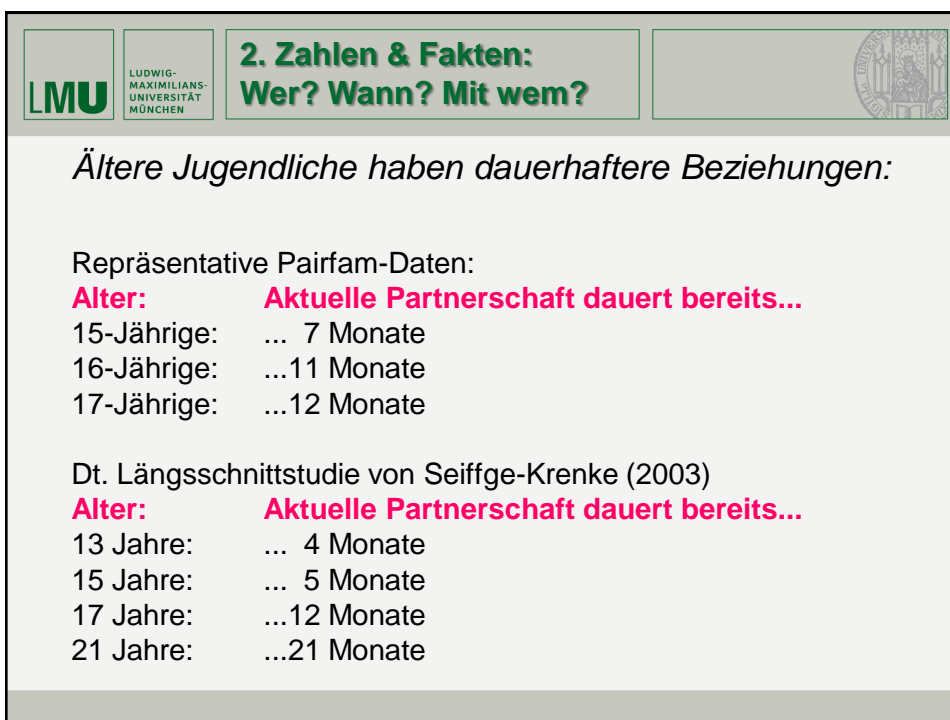 LMU
LUDWIG-
MAXIMILIANS-
UNIVERSITÄT
MÜNCHEN
2. Zahlen & Fakten:
Wer? Wann? Mit wem?
Ältere Jugendliche haben dauerhaftere Beziehungen:
Repräsentative Pairfam-Daten:
Alter: Aktuelle Partnerschaft dauert bereits...
15-Jährige: ... 7 Monate
16-Jährige: ...11 Monate
17-Jährige: ...12 Monate
Dt. Längsschnittstudie von Seiffge-Krenke (2003)
Alter: Aktuelle Partnerschaft dauert bereits...
13 Jahre: ... 4 Monate
15 Jahre: ... 5 Monate
17 Jahre: ...12 Monate
21 Jahre: ...21 Monate